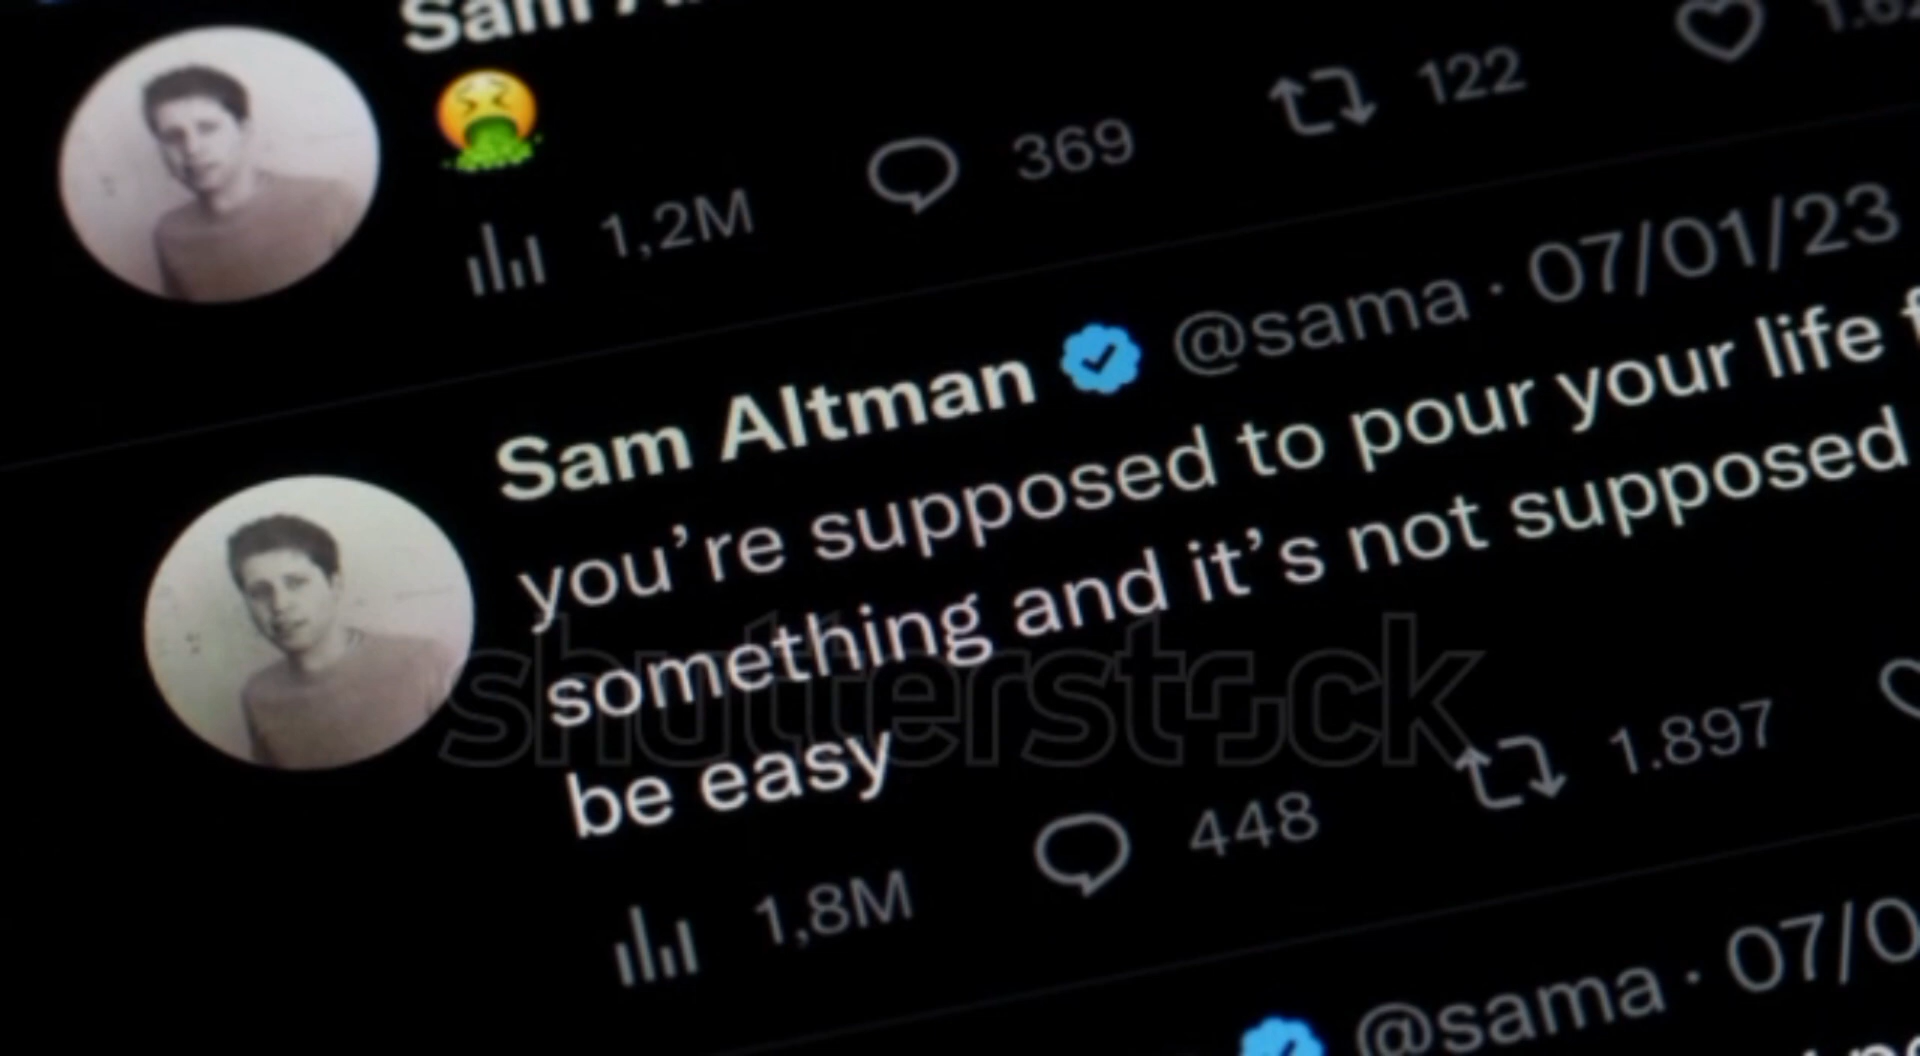 Sam
1,2M 369 122
Sam Altman @sama · 07/01/23
you're supposed to pour your life
something and it's not supposed
be easy
shutterstock
1,8M 448 1.897
@sama · 07/0